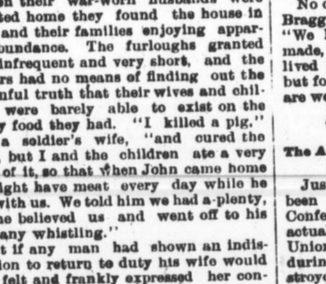 on their war-worn husbands were
ted home they found the house in
and their families enjoying appar-
bundance. The furloughs granted
infrequent and very short, and the
rs had no means of finding out the
nful truth that their wives and chil-
were barely able to exist on the
y food they had. "I killed a pig."
a soldier's wife, "and cured the
, but I and the children ate a very
of it, so that when John came home
ight have meat every day while he
with us. We told him we had a-plenty,
he believed us and went off to his
any whistling."
t if any man had shown an indis-
ion to return to duty his wife would
felt and frankly expressed her con-
No
Bragg
"We
made,
lived
but fo
are we
The A
Jus
been
Confe
actua
Union
durin
stroye